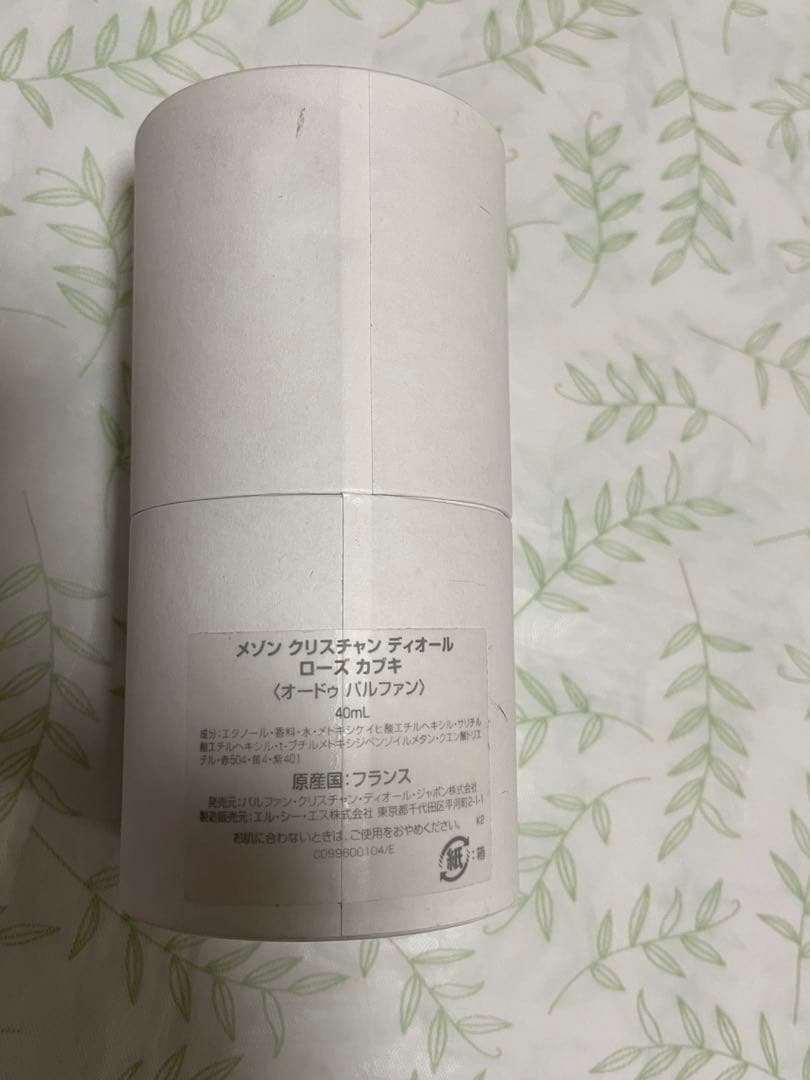 メゾン クリスチャン ディオール
ローズ カブキ
〈オードゥ パルファン〉
40mL
成分:エタノール・香料・水・メトキシケイヒ酸エチルヘキシル・サリチル
酸エチルヘキシル・t-ブチルメトキシジベンゾイルメタン・クエン酸トリエ
チル・赤504・黄4・紫401
原産国:フランス
発売元:パルファン・クリスチャン・ディオール・ジャポン株式会社
製造販売元:エル・シー・エス株式会社 東京都千代田区平河町2-1-1
お肌に合わないときは、ご使用をおやめください。 K2
C099600104/E
紙:箱